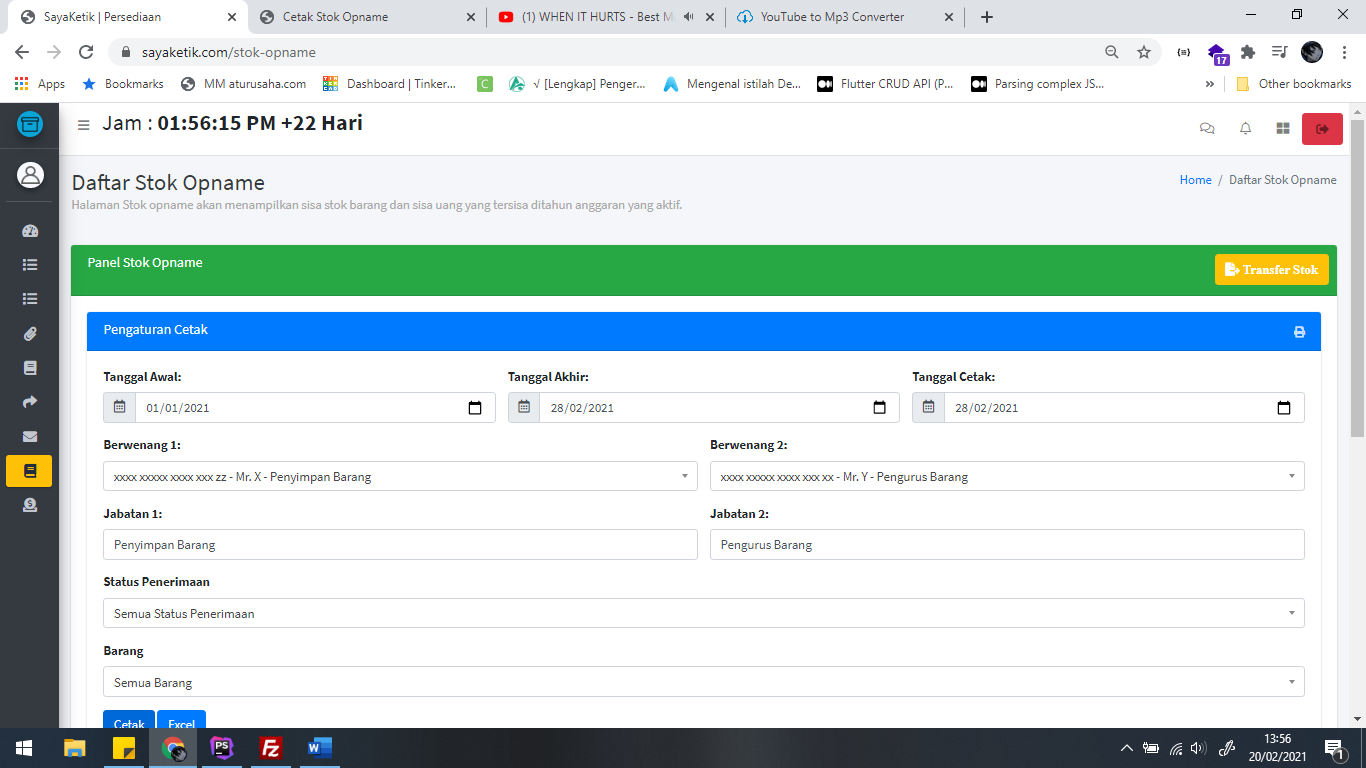 SayaKetik | Persediaan
Cetak Stok Opname
(1) WHEN IT HURTS - Best M
YouTube to Mp3 Converter
sayaketik.com/stok-opname
17
Apps
Bookmarks
MM aturusaha.com
Dashboard | Tinker...
C
√ [Lengkap] Penger...
Mengenal istilah De...
Flutter CRUD API (P...
Parsing complex JS...
»
Other bookmarks
Jam : 01:56:15 PM +22 Hari
Daftar Stok Opname
Home / Daftar Stok Opname
Halaman Stok opname akan menampilkan sisa stok barang dan sisa uang yang tersisa ditahun anggaran yang aktif.
Panel Stok Opname
Transfer Stok
Pengaturan Cetak
Tanggal Awal:
Tanggal Akhir:
Tanggal Cetak:
01/01/2021
28/02/2021
28/02/2021
Berwenang 1:
Berwenang 2:
xxxx xxxxx xxxx xxx zz - Mr. X - Penyimpan Barang
xxxx xxxxx xxxx xxx xx - Mr. Y - Pengurus Barang
Jabatan 1:
Jabatan 2:
Penyimpan Barang
Pengurus Barang
Status Penerimaan
Semua Status Penerimaan
Barang
Semua Barang
Cetak
Excel
PS
FZ
W
13:56
20/02/2021
1